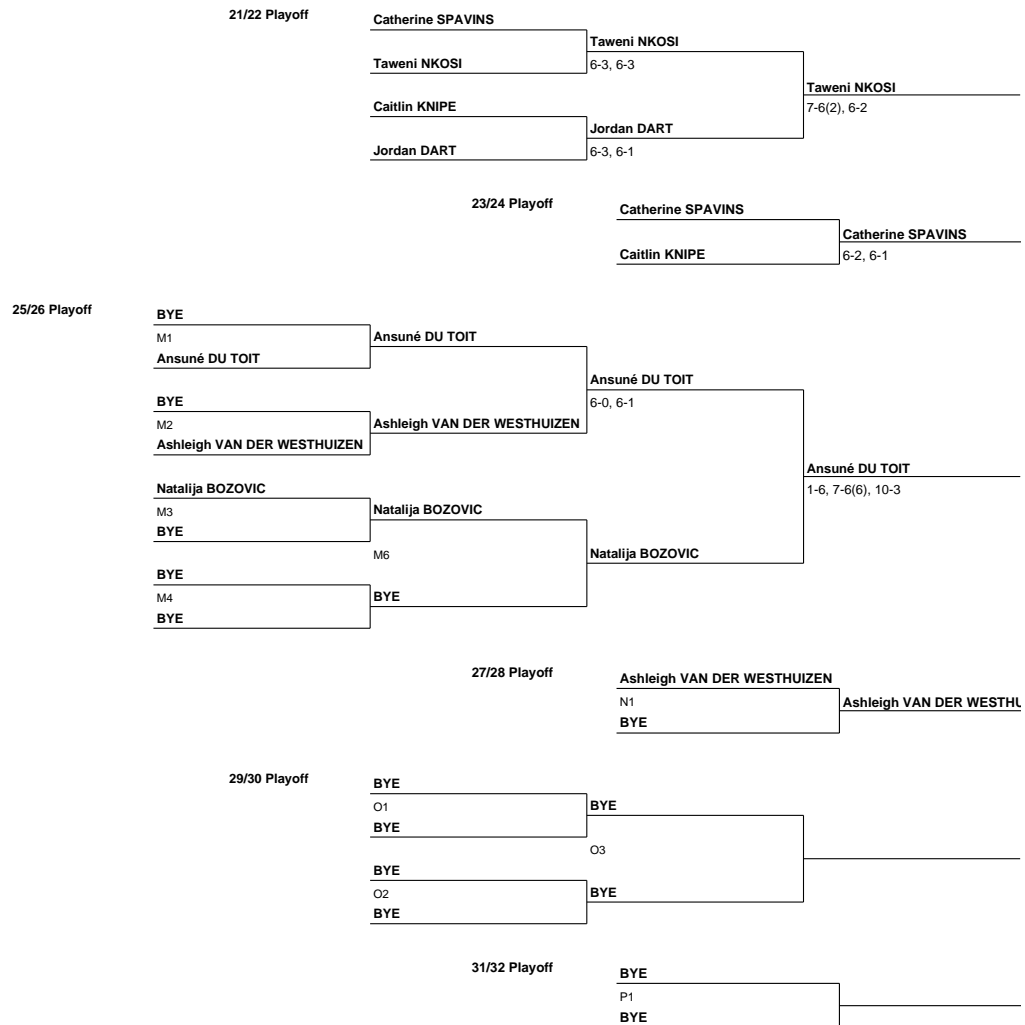 21/22 Playoff
Catherine SPAVINS
Taweni NKOSI
Taweni NKOSI
6-3, 6-3
Taweni NKOSI
7-6(2), 6-2
Caitlin KNIPE
Jordan DART
Jordan DART
6-3, 6-1
23/24 Playoff
Catherine SPAVINS
Catherine SPAVINS
Caitlin KNIPE
6-2, 6-1
25/26 Playoff
BYE
M1
Ansuné DU TOIT
Ansuné DU TOIT
Ansuné DU TOIT
6-0, 6-1
BYE
M2
Ashleigh VAN DER WESTHUIZEN
Ashleigh VAN DER WESTHUIZEN
Ansuné DU TOIT
1-6, 7-6(6), 10-3
Natalija BOZOVIC
M3
Natalija BOZOVIC
BYE
M6
Natalija BOZOVIC
BYE
M4
BYE
BYE
27/28 Playoff
Ashleigh VAN DER WESTHUIZEN
N1
Ashleigh VAN DER WESTHU
BYE
29/30 Playoff
BYE
O1
BYE
BYE
O3
BYE
O2
BYE
BYE
31/32 Playoff
BYE
P1
BYE